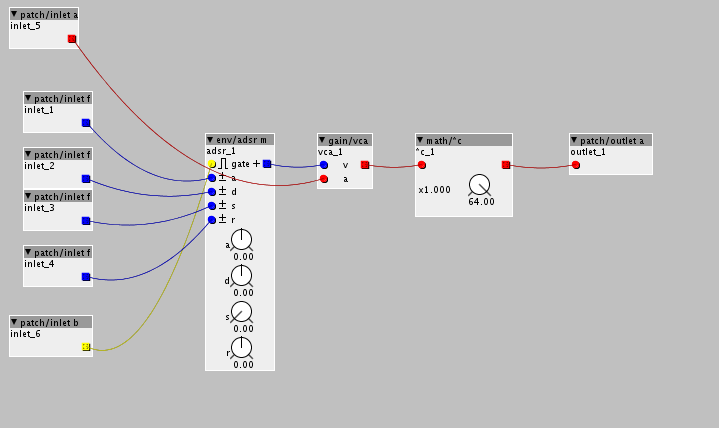 patch/inlet a
inlet_5
patch/inlet f
inlet_1
patch/inlet f
inlet_2
patch/inlet f
inlet_3
patch/inlet f
inlet_4
patch/inlet b
inlet_6
env/adsr m
adsr_1
gate +
± a
± d
± s
± r
a
0.00
d
0.00
s
0.00
r
0.00
gain/vca
vca_1
v
a
math/*c
*c_1
x1.000
64.00
patch/outlet a
outlet_1